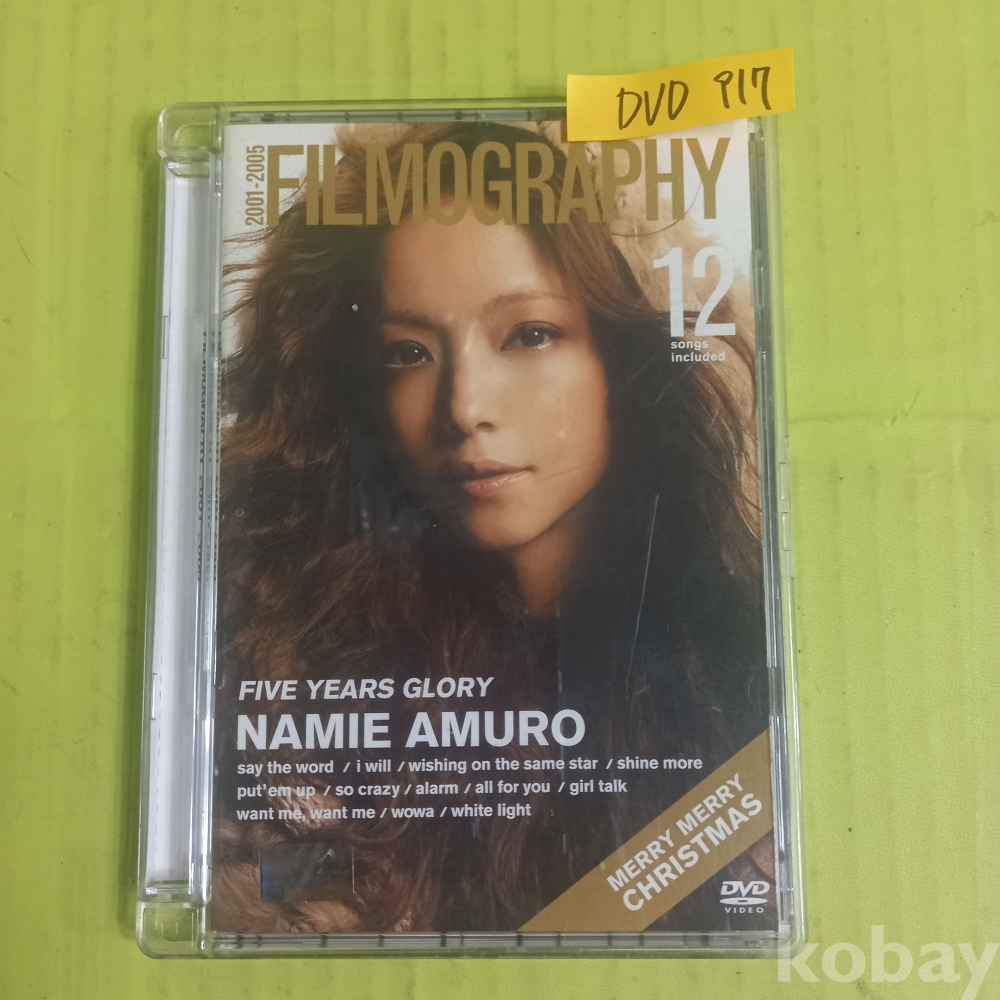 DVD 917
2001-2005
FILMOGRAPHY
12
songs
included
FIVE YEARS GLORY
NAMIE AMURO
say the word / i will / wishing on the same star / shine more
put'em up / so crazy / alarm / all for you / girl talk
want me, want me / wowa / white light
MERRY MERRY
CHRISTMAS
DVD
VIDEO
kobay